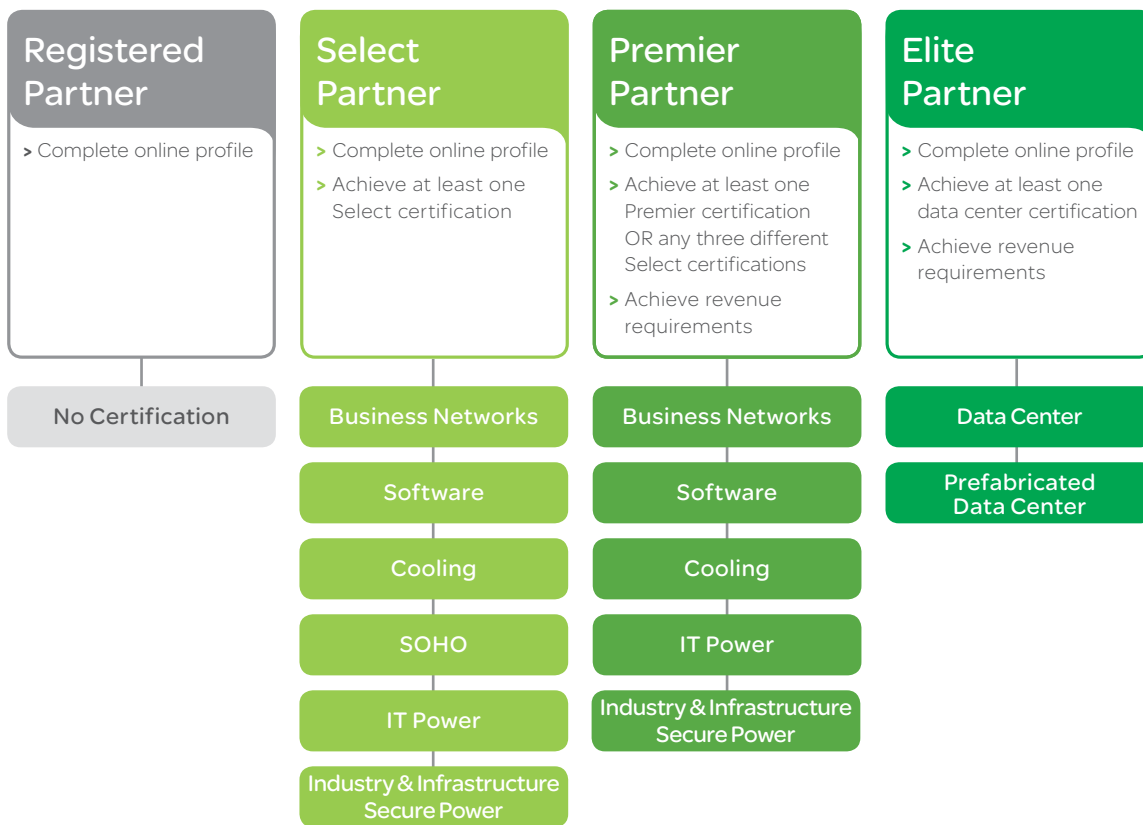 Registered
Partner
> Complete online profile
No Certification
Select
Partner
> Complete online profile
> Achieve at least one
Select certification
Business Networks
Software
Cooling
SOHO
IT Power
Industry & Infrastructure
Secure Power
Premier
Partner
> Complete online profile
> Achieve at least one
Premier certification
OR any three different
Select certifications
> Achieve revenue
requirements
Business Networks
Software
Cooling
IT Power
Industry & Infrastructure
Secure Power
Elite
Partner
> Complete online profile
> Achieve at least one
data center certification
> Achieve revenue
requirements
Data Center
Prefabricated
Data Center